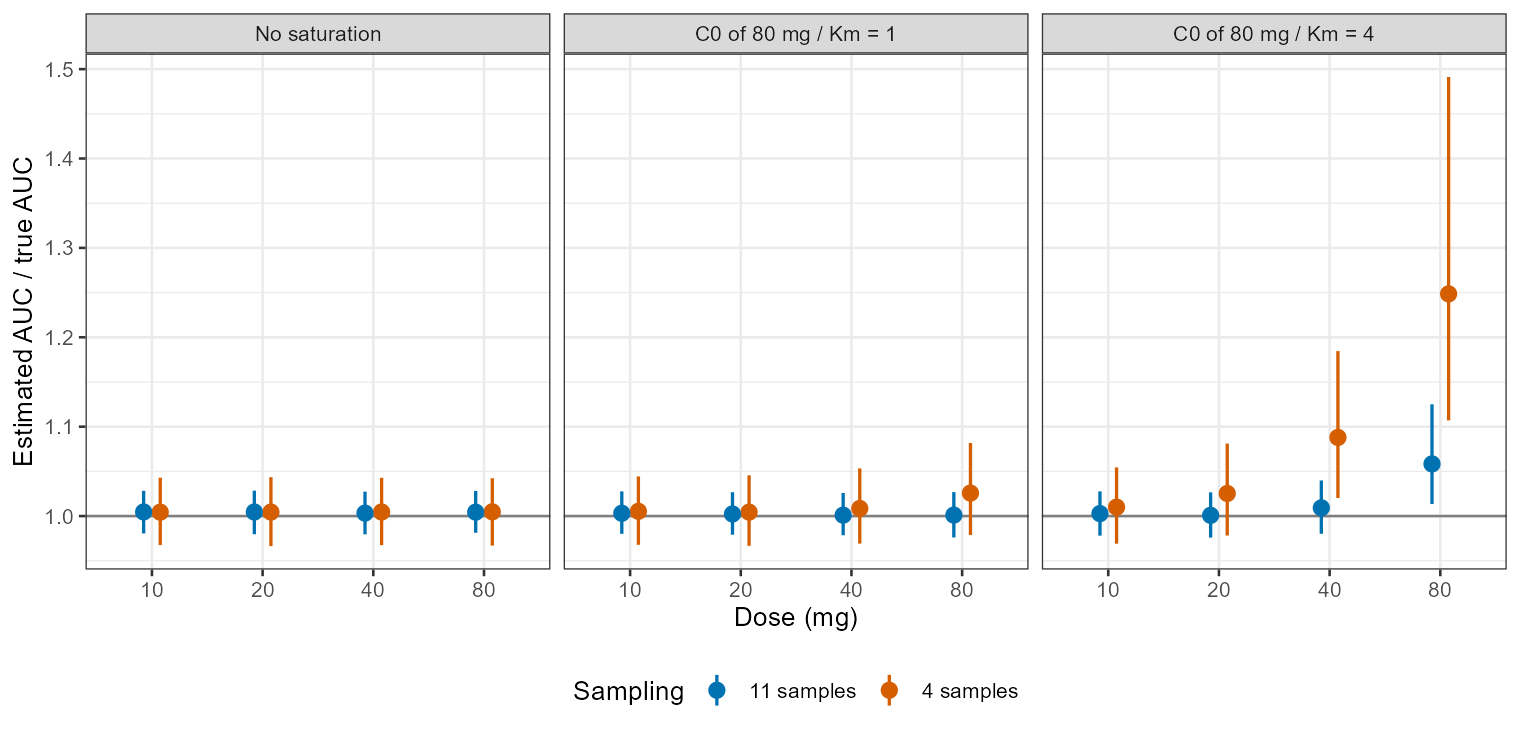 No saturation
C0 of 80 mg / Km = 1
C0 of 80 mg / Km = 4
Estimated AUC / true AUC
1.5
1.4
1.3
1.2
1.1
1.0
10 20 40 80
10 20 40 80
10 20 40 80
Dose (mg)
Sampling 11 samples 4 samples